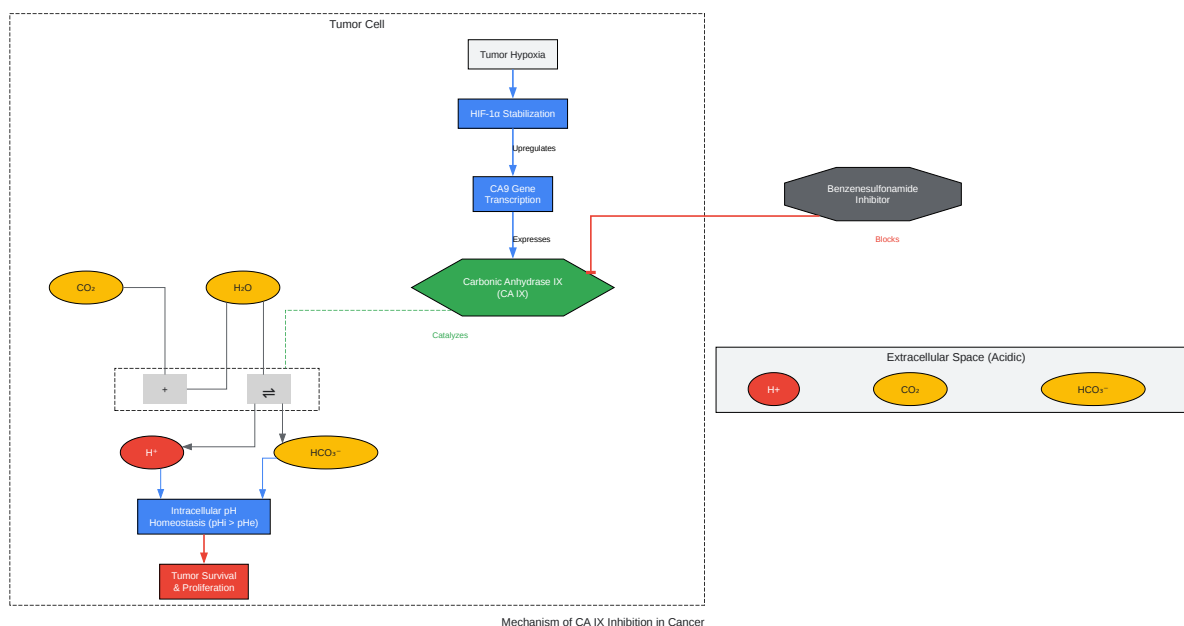 Tumor Cell
Tumor Hypoxia
HIF-1α Stabilization
Upregulates
CA9 Gene
Transcription
Expresses
Benzenesulfonamide
Inhibitor
Blocks
Carbonic Anhydrase IX
(CA IX)
Catalyzes
CO₂
H₂O
+
⇌
H⁺
HCO₃⁻
Intracellular pH
Homeostasis (pHi > pHe)
Tumor Survival
& Proliferation
Extracellular Space (Acidic)
H+
CO₂
HCO₃⁻
Mechanism of CA IX Inhibition in Cancer